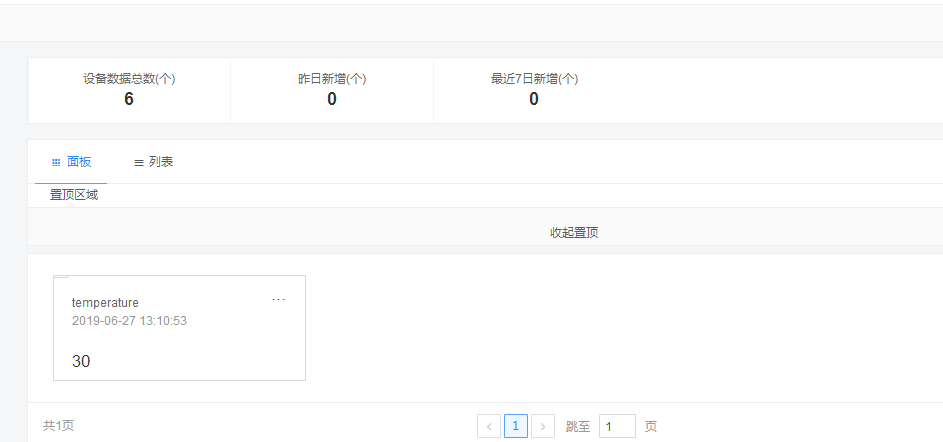 设备数据总数(个) 昨日新增(个) 最近7日新增(个)
6 0 0
面板 列表
置顶区域
收起置顶
temperature ...
2019-06-27 13:10:53
30
共1页 < 1 > 跳至 1 页